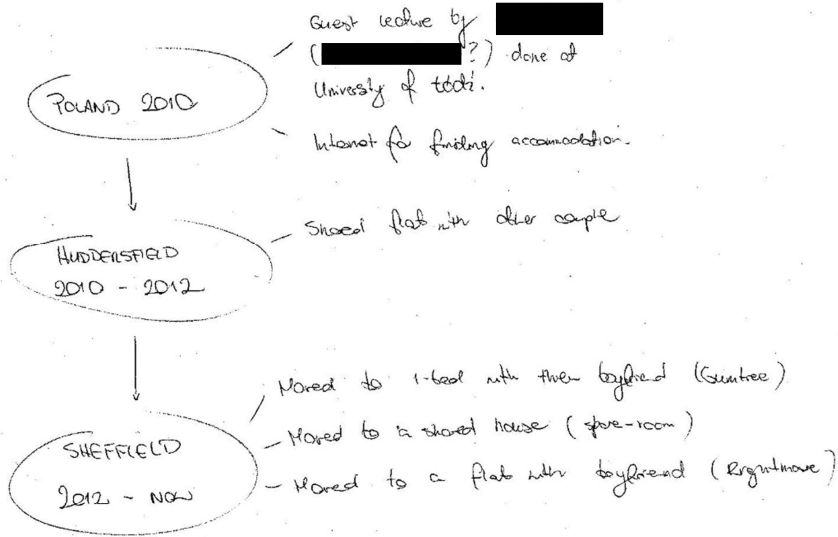 Guest lecture by
( ?) done at
University of Łódź.
POLAND 2010
Internet for finding accommodation.
Shared flat with other couple
HUDDERSFIELD
2010 - 2012
Moved to 1-bed with then boyfriend (Gumtree)
Moved to a shared house (spare-room)
SHEFFIELD
Moved to a flat with boyfriend (Rightmove)
2012 - NOW